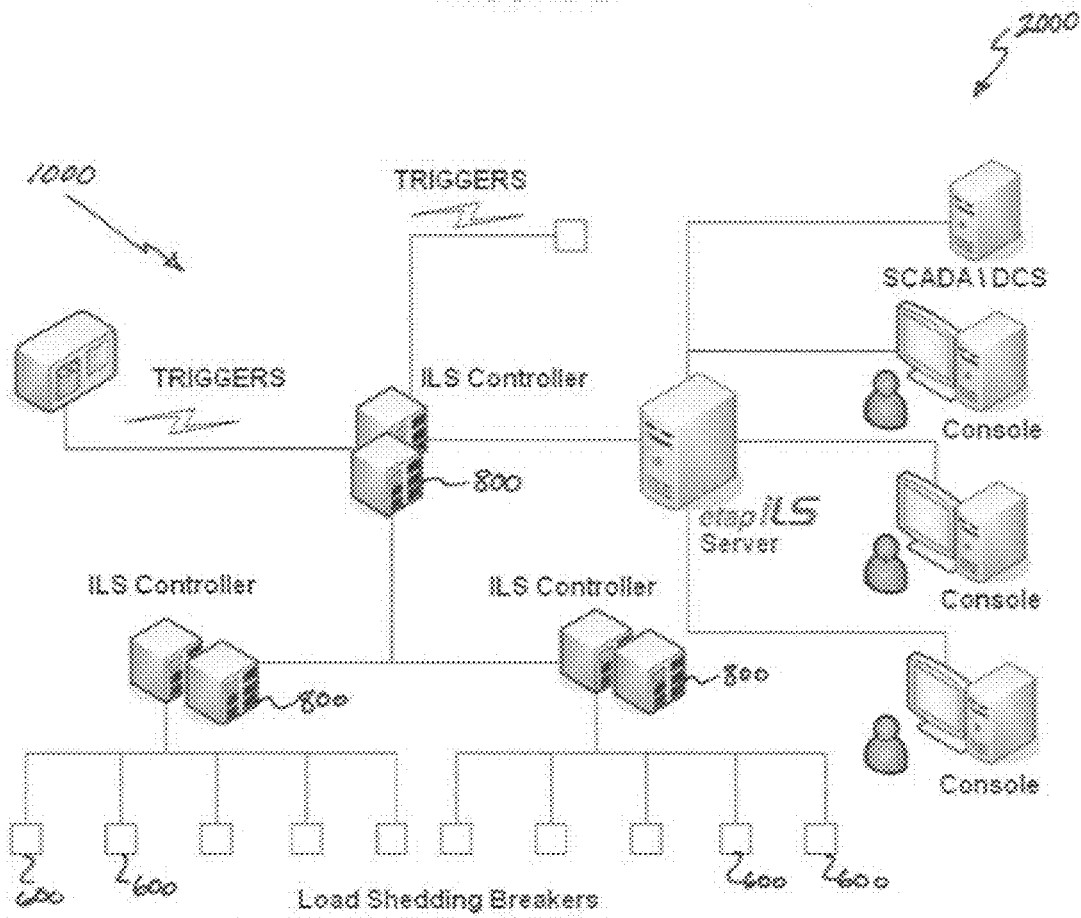 2000
1000
TRIGGERS
SCADA\DCS
TRIGGERS
ILS Controller
Console
800
etap ILS
Server
ILS Controller
ILS Controller
Console
800
800
Console
600
600
600
600
Load Shedding Breakers